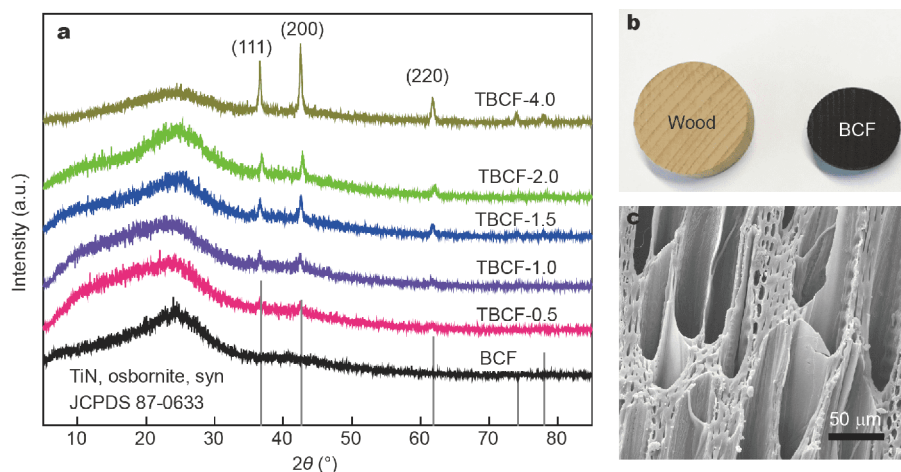 a
(111)
(200)
(220)
TBCF-4.0
TBCF-2.0
TBCF-1.5
TBCF-1.0
TBCF-0.5
BCF
TiN, osbornite, syn
JCPDS 87-0633
Intensity (a.u.)
5 10 20 30 40 50 60 70 80
2θ (°)
b
Wood
BCF
c
50 μm